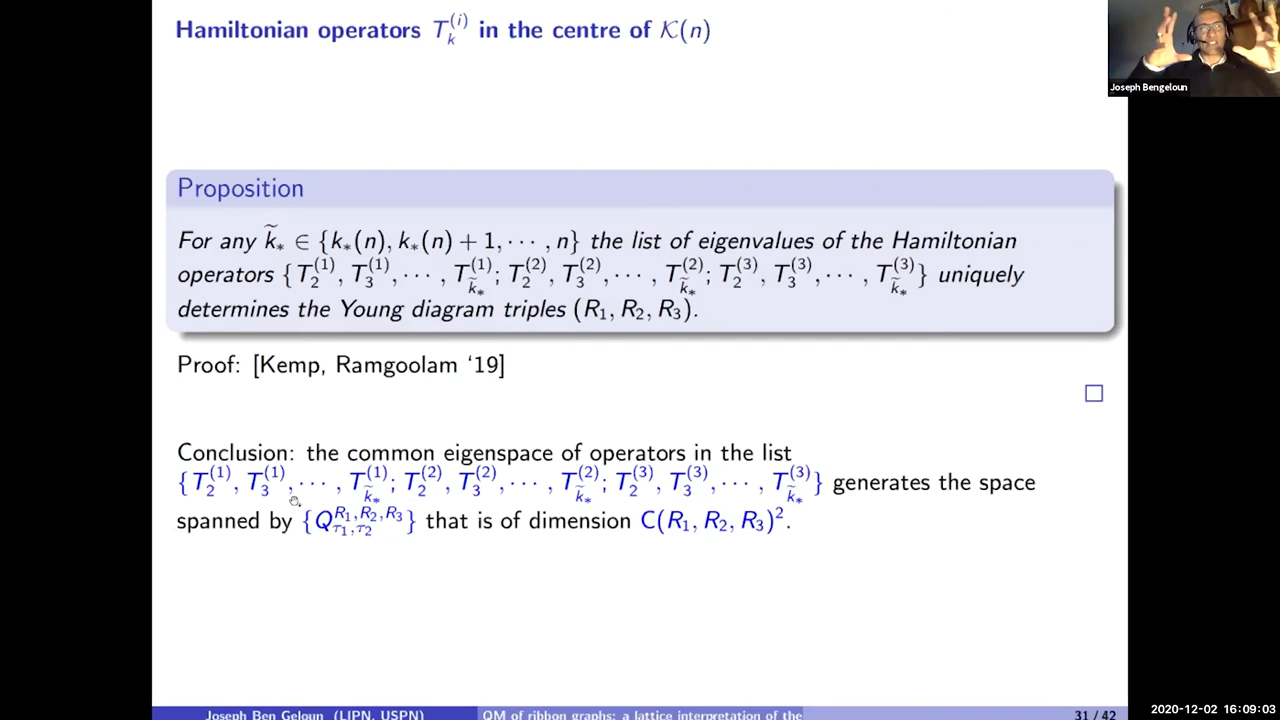 Hamiltonian operators T_k^{(i)} in the centre of 𝒦(n)
Joseph Bengeloun
Proposition
For any k̃_* ∈ {k_*(n), k_*(n) + 1, ⋯ , n} the list of eigenvalues of the Hamiltonian
operators {T_2^{(1)}, T_3^{(1)}, ⋯ , T_{k̃_*}^{(1)}; T_2^{(2)}, T_3^{(2)}, ⋯ , T_{k̃_*}^{(2)}; T_2^{(3)}, T_3^{(3)}, ⋯ , T_{k̃_*}^{(3)}} uniquely
determines the Young diagram triples (R_1, R_2, R_3).
Proof: [Kemp, Ramgoolam ‘19]
□
Conclusion: the common eigenspace of operators in the list
{T_2^{(1)}, T_3^{(1)}, ⋯ , T_{k̃_*}^{(1)}; T_2^{(2)}, T_3^{(2)}, ⋯ , T_{k̃_*}^{(2)}; T_2^{(3)}, T_3^{(3)}, ⋯ , T_{k̃_*}^{(3)}} generates the space
spanned by {Q_{τ_1,τ_2}^{R_1,R_2,R_3}} that is of dimension C(R_1, R_2, R_3)^2.
Joseph Ben Geloun (LIPN, USPN) QM of ribbon graphs: a lattice interpretation of the 31 / 42
2020-12-02 16:09:03